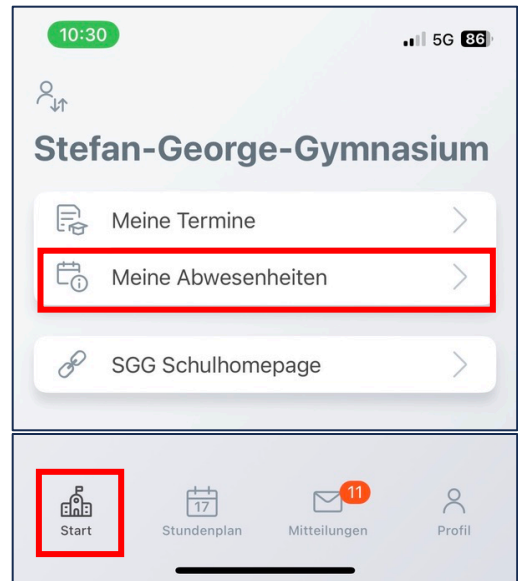 10:30 5G 86
Stefan-George-Gymnasium
Meine Termine
Meine Abwesenheiten
SGG Schulhomepage
17 11
Start Stundenplan Mitteilungen Profil